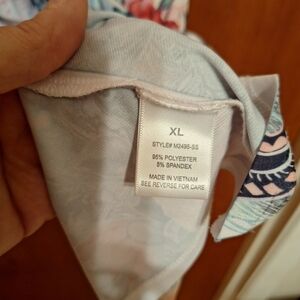 XL
STYLE# M2495-SS
95% POLYESTER
5% SPANDEX
MADE IN VIETNAM
SEE REVERSE FOR CARE